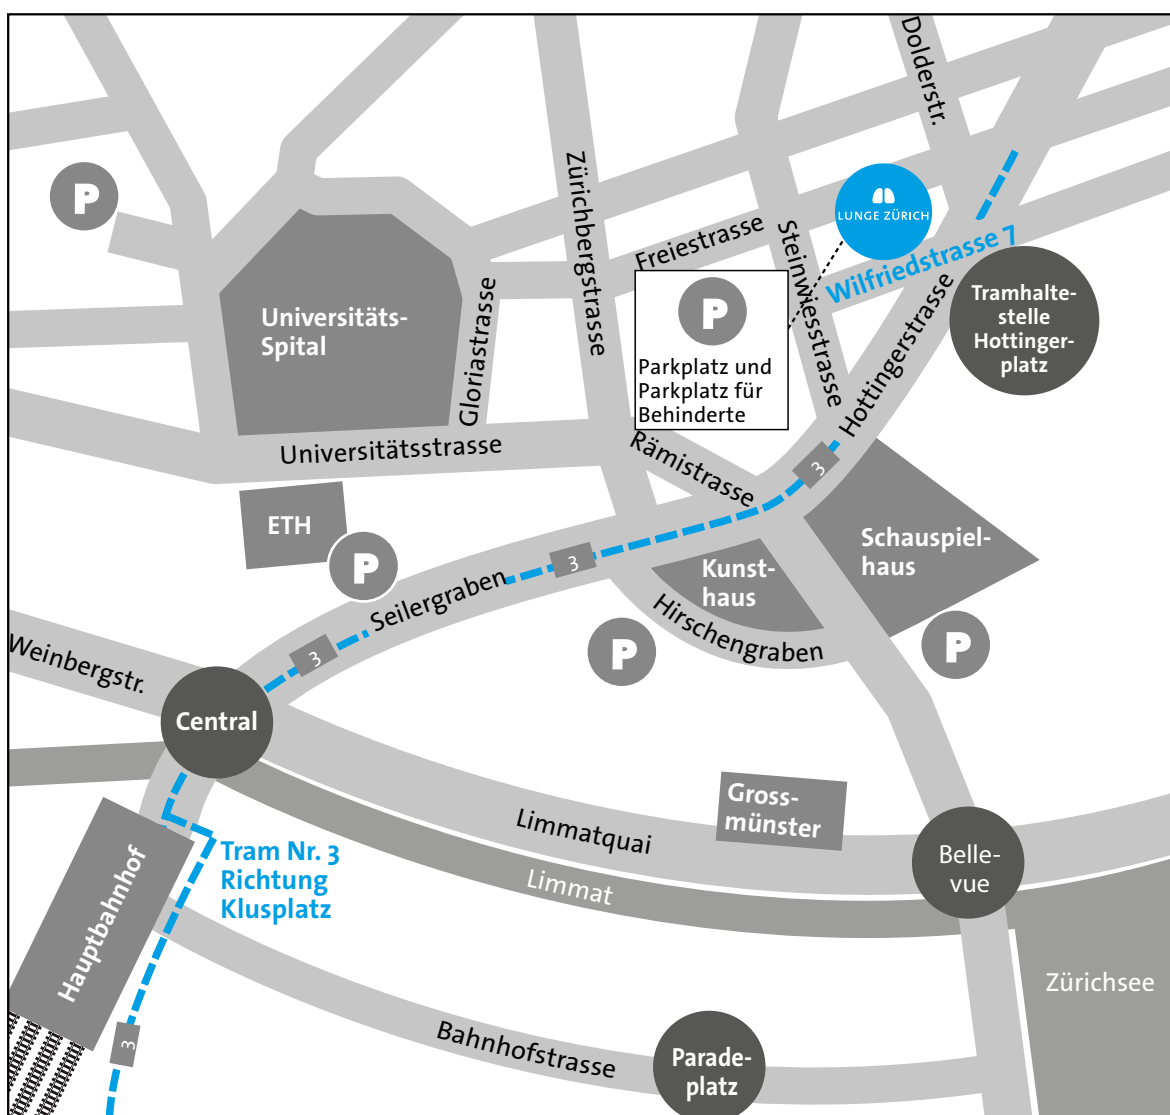 Dolderstr.
P
Zürichbergstrasse
LUNGE ZÜRICH
Freiestrasse
Steinwiesstrasse
Wilfriedstrasse 7
Universitäts-
Spital
Gloriastrasse
P
Parkplatz und
Parkplatz für
Behinderte
Hottingerstrasse
Tramhalte-
stelle
Hottinger-
platz
Universitätsstrasse
Rämistrasse
3
ETH
P
Seilergraben
3
Kunst-
haus
Schauspiel-
haus
Hirschengraben
P
P
3
Weinbergstr.
Central
Gross-
münster
Limmatquai
Limmat
Belle-
vue
Tram Nr. 3
Richtung
Klusplatz
Hauptbahnhof
Zürichsee
3
Bahnhofstrasse
Parade-
platz